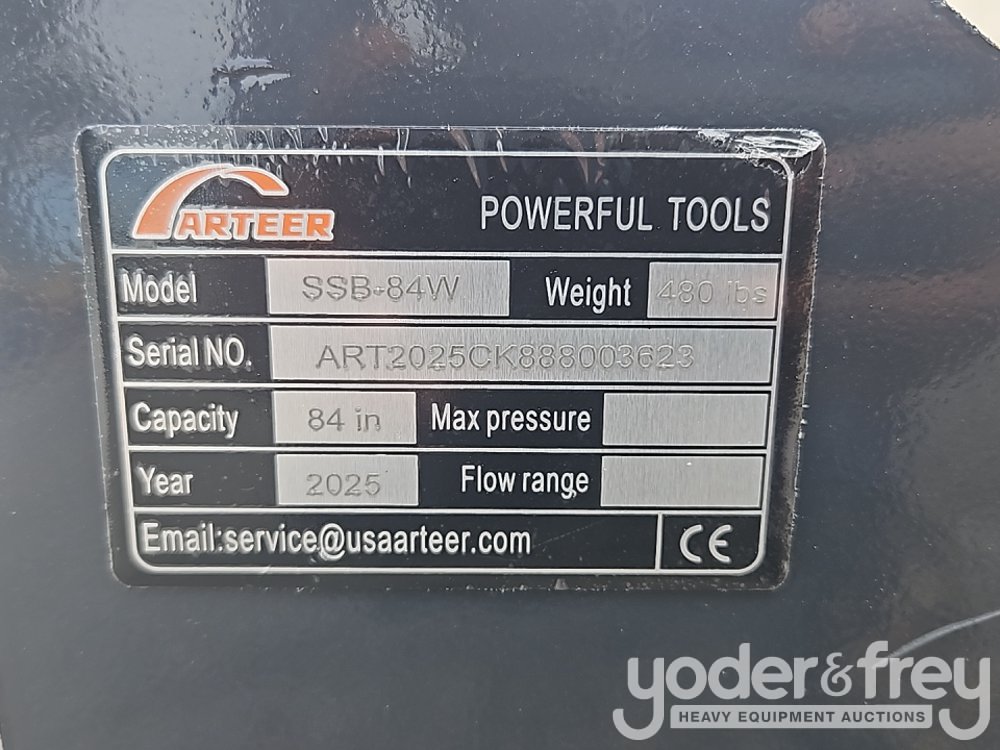 ARTEER POWERFUL TOOLS
Model SSB-84W Weight 480 lbs
Serial NO. ART2025CK888003623
Capacity 84 in Max pressure
Year 2025 Flow range
Email:service@usaarteer.com CE
yoder&frey
HEAVY EQUIPMENT AUCTIONS